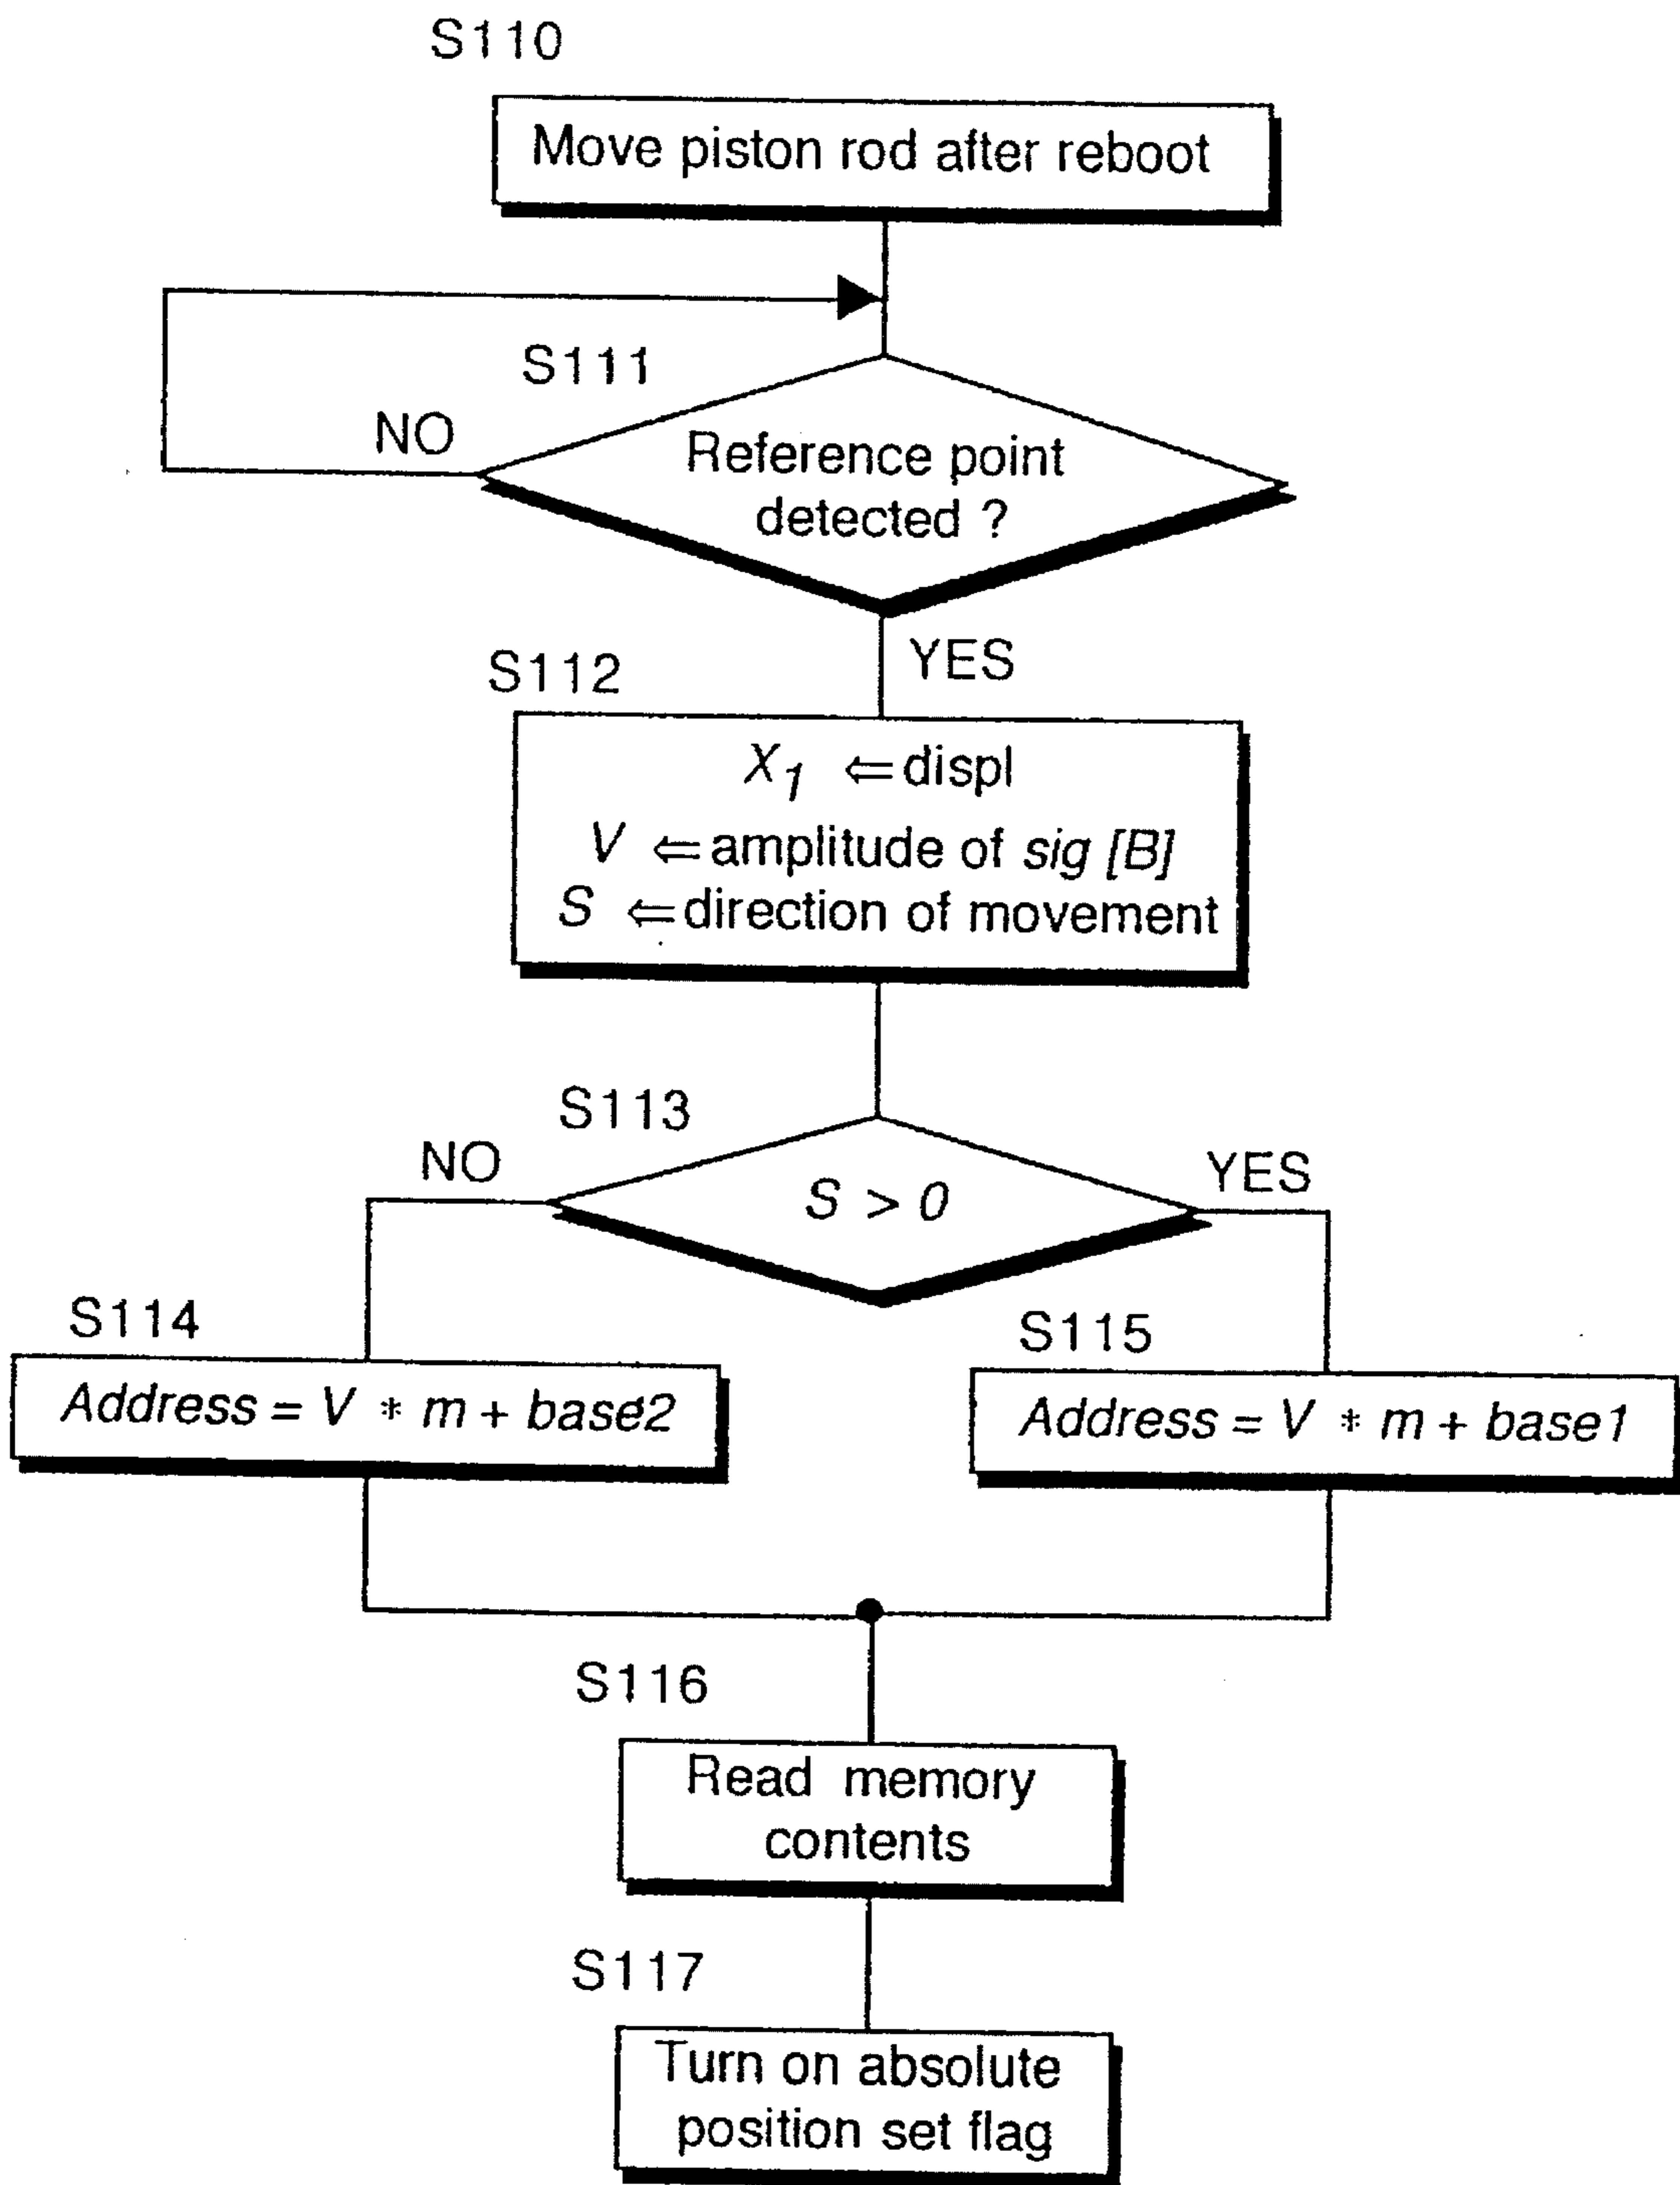 S110
Move piston rod after reboot
S111
NO
Reference point
detected ?
YES
S112
X1 ⇐ displ
V ⇐ amplitude of sig [B]
S ⇐ direction of movement
S113
NO
YES
S > 0
S114
S115
Address = V * m + base2
Address = V * m + base1
S116
Read memory
contents
S117
Turn on absolute
position set flag